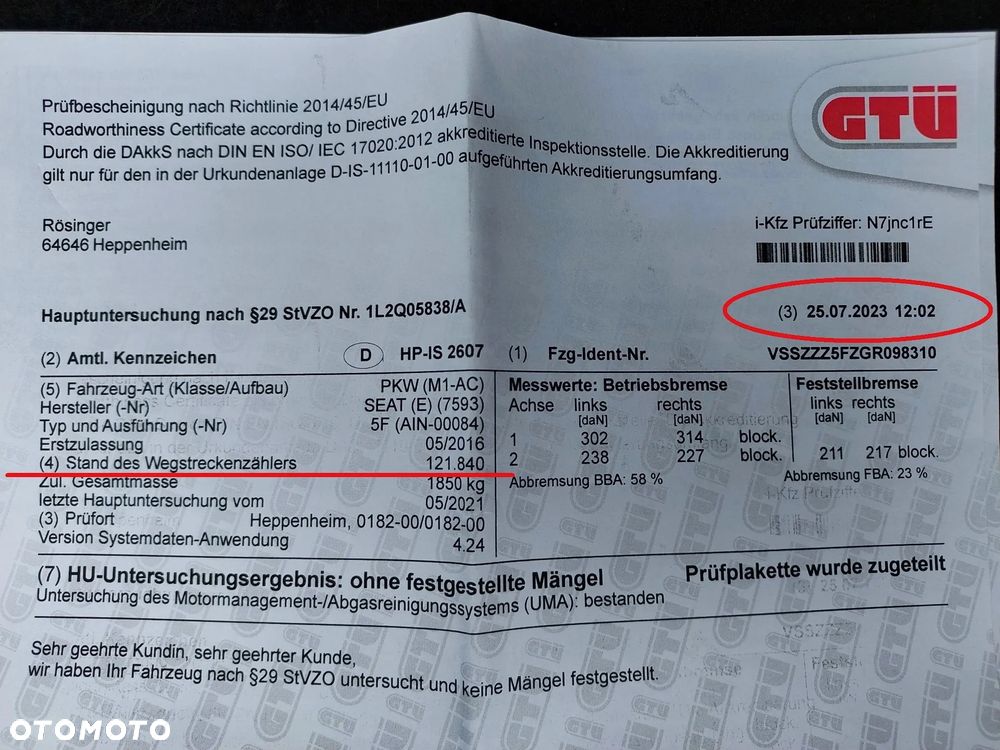 Prüfbescheinigung nach Richtlinie 2014/45/EU
Roadworthiness Certificate according to Directive 2014/45/EU
Durch die DAkkS nach DIN EN ISO/ IEC 17020:2012 akkreditierte Inspektionsstelle. Die Akkreditierung
gilt nur für den in der Urkundenanlage D-IS-11110-01-00 aufgeführten Akkreditierungsumfang.
GTÜ
Rösinger
64646 Heppenheim
i-Kfz Prüfziffer: N7jnc1rE
Hauptuntersuchung nach §29 StVZO Nr. 1L2Q05838/A
(3) 25.07.2023 12:02
(2) Amtl. Kennzeichen D HP-IS 2607 (1) Fzg-Ident-Nr. VSSZZZ5FZGR098310
(5) Fahrzeug-Art (Klasse/Aufbau) PKW (M1-AC)
Hersteller (-Nr) SEAT (E) (7593)
Typ und Ausführung (-Nr) 5F (AIN-00084)
Erstzulassung 05/2016
(4) Stand des Wegstreckenzählers 121.840
Zul. Gesamtmasse 1850 kg
letzte Hauptuntersuchung vom 05/2021
(3) Prüfort Heppenheim, 0182-00/0182-00
Version Systemdaten-Anwendung 4.24
Messwerte: Betriebsbremse
Achse links rechts
[daN] [daN]
1 302 314 block.
2 238 227 block.
Abbremsung BBA: 58 %
Feststellbremse
links rechts
[daN] [daN]
211 217 block.
Abbremsung FBA: 23 %
(7) HU-Untersuchungsergebnis: ohne festgestellte Mängel Prüfplakette wurde zugeteilt
Untersuchung des Motormanagement-/Abgasreinigungssystems (UMA): bestanden
Sehr geehrte Kundin, sehr geehrter Kunde,
wir haben Ihr Fahrzeug nach §29 StVZO untersucht und keine Mängel festgestellt.
OTOMOTO